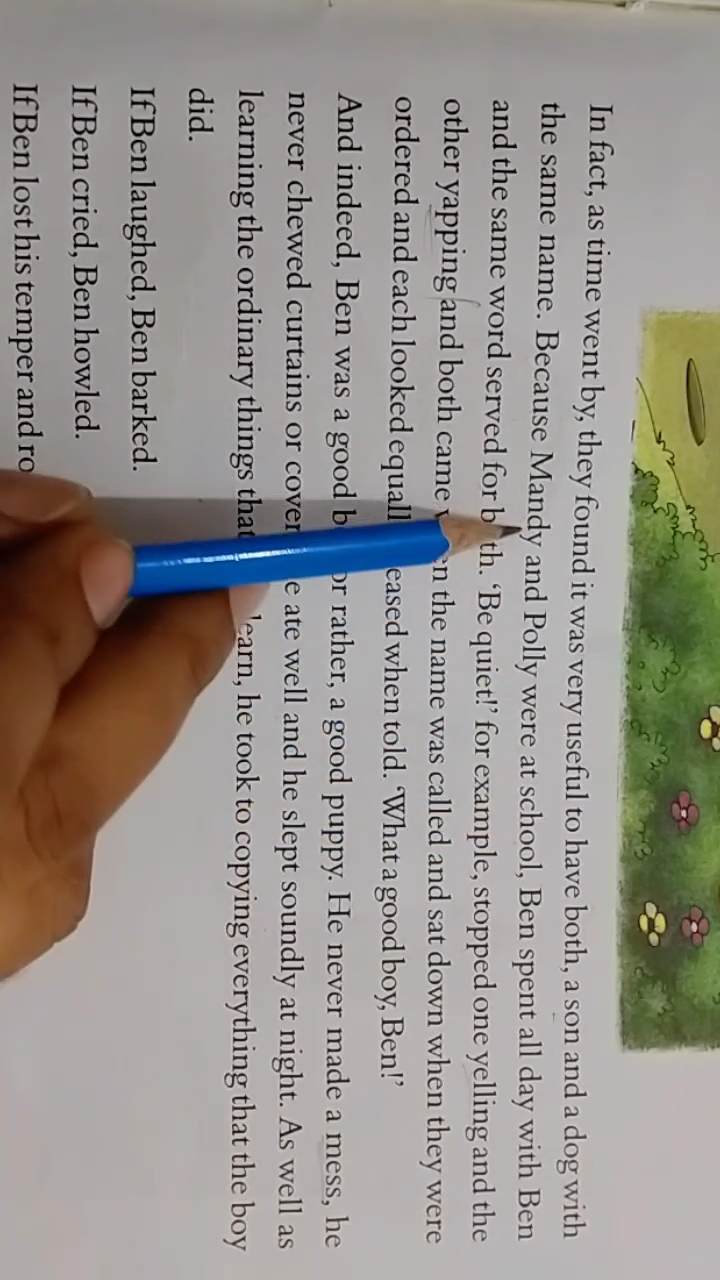 In fact, as time went by, they found it was very useful to have both, a son and a dog with
the same name. Because Mandy and Polly were at school, Ben spent all day with Ben
and the same word served for b th. ‘Be quiet!’ for example, stopped one yelling and the
other yapping and both came en the name was called and sat down when they were
ordered and each looked equall eased when told. ‘What a good boy, Ben!’
And indeed, Ben was a good b or rather, a good puppy. He never made a mess, he
never chewed curtains or cover e ate well and he slept soundly at night. As well as
learning the ordinary things that learn, he took to copying everything that the boy
did.
If Ben laughed, Ben barked.
If Ben cried, Ben howled.
If Ben lost his temper and ro